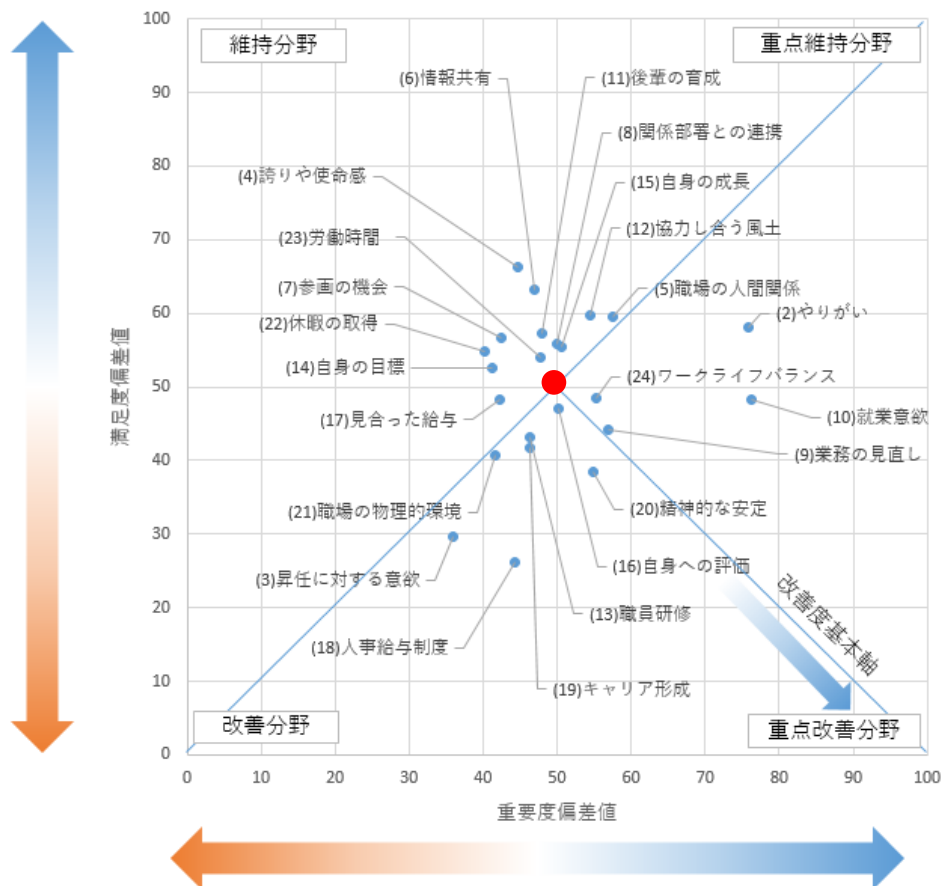 100
維持分野
重点維持分野
(6)情報共有
(11)後輩の育成
90
(8)関係部署との連携
80
(4)誇りや使命感
(15)自身の成長
70
(23)労働時間
(12)協力し合う風土
(7)参画の機会
(5)職場の人間関係
60
(22)休暇の取得
(2)やりがい
(14)自身の目標
50
(24)ワークライフバランス
(17)見合った給与
(10)就業意欲
満足度偏差値
40
(9)業務の見直し
(21)職場の物理的環境
(20)精神的な安定
30
(3)昇任に対する意欲
(16)自身への評価
20
(13)職員研修
改善度基本軸
(18)人事給与制度
10
(19)キャリア形成
改善分野
重点改善分野
0
0 10 20 30 40 50 60 70 80 90 100
重要度偏差値